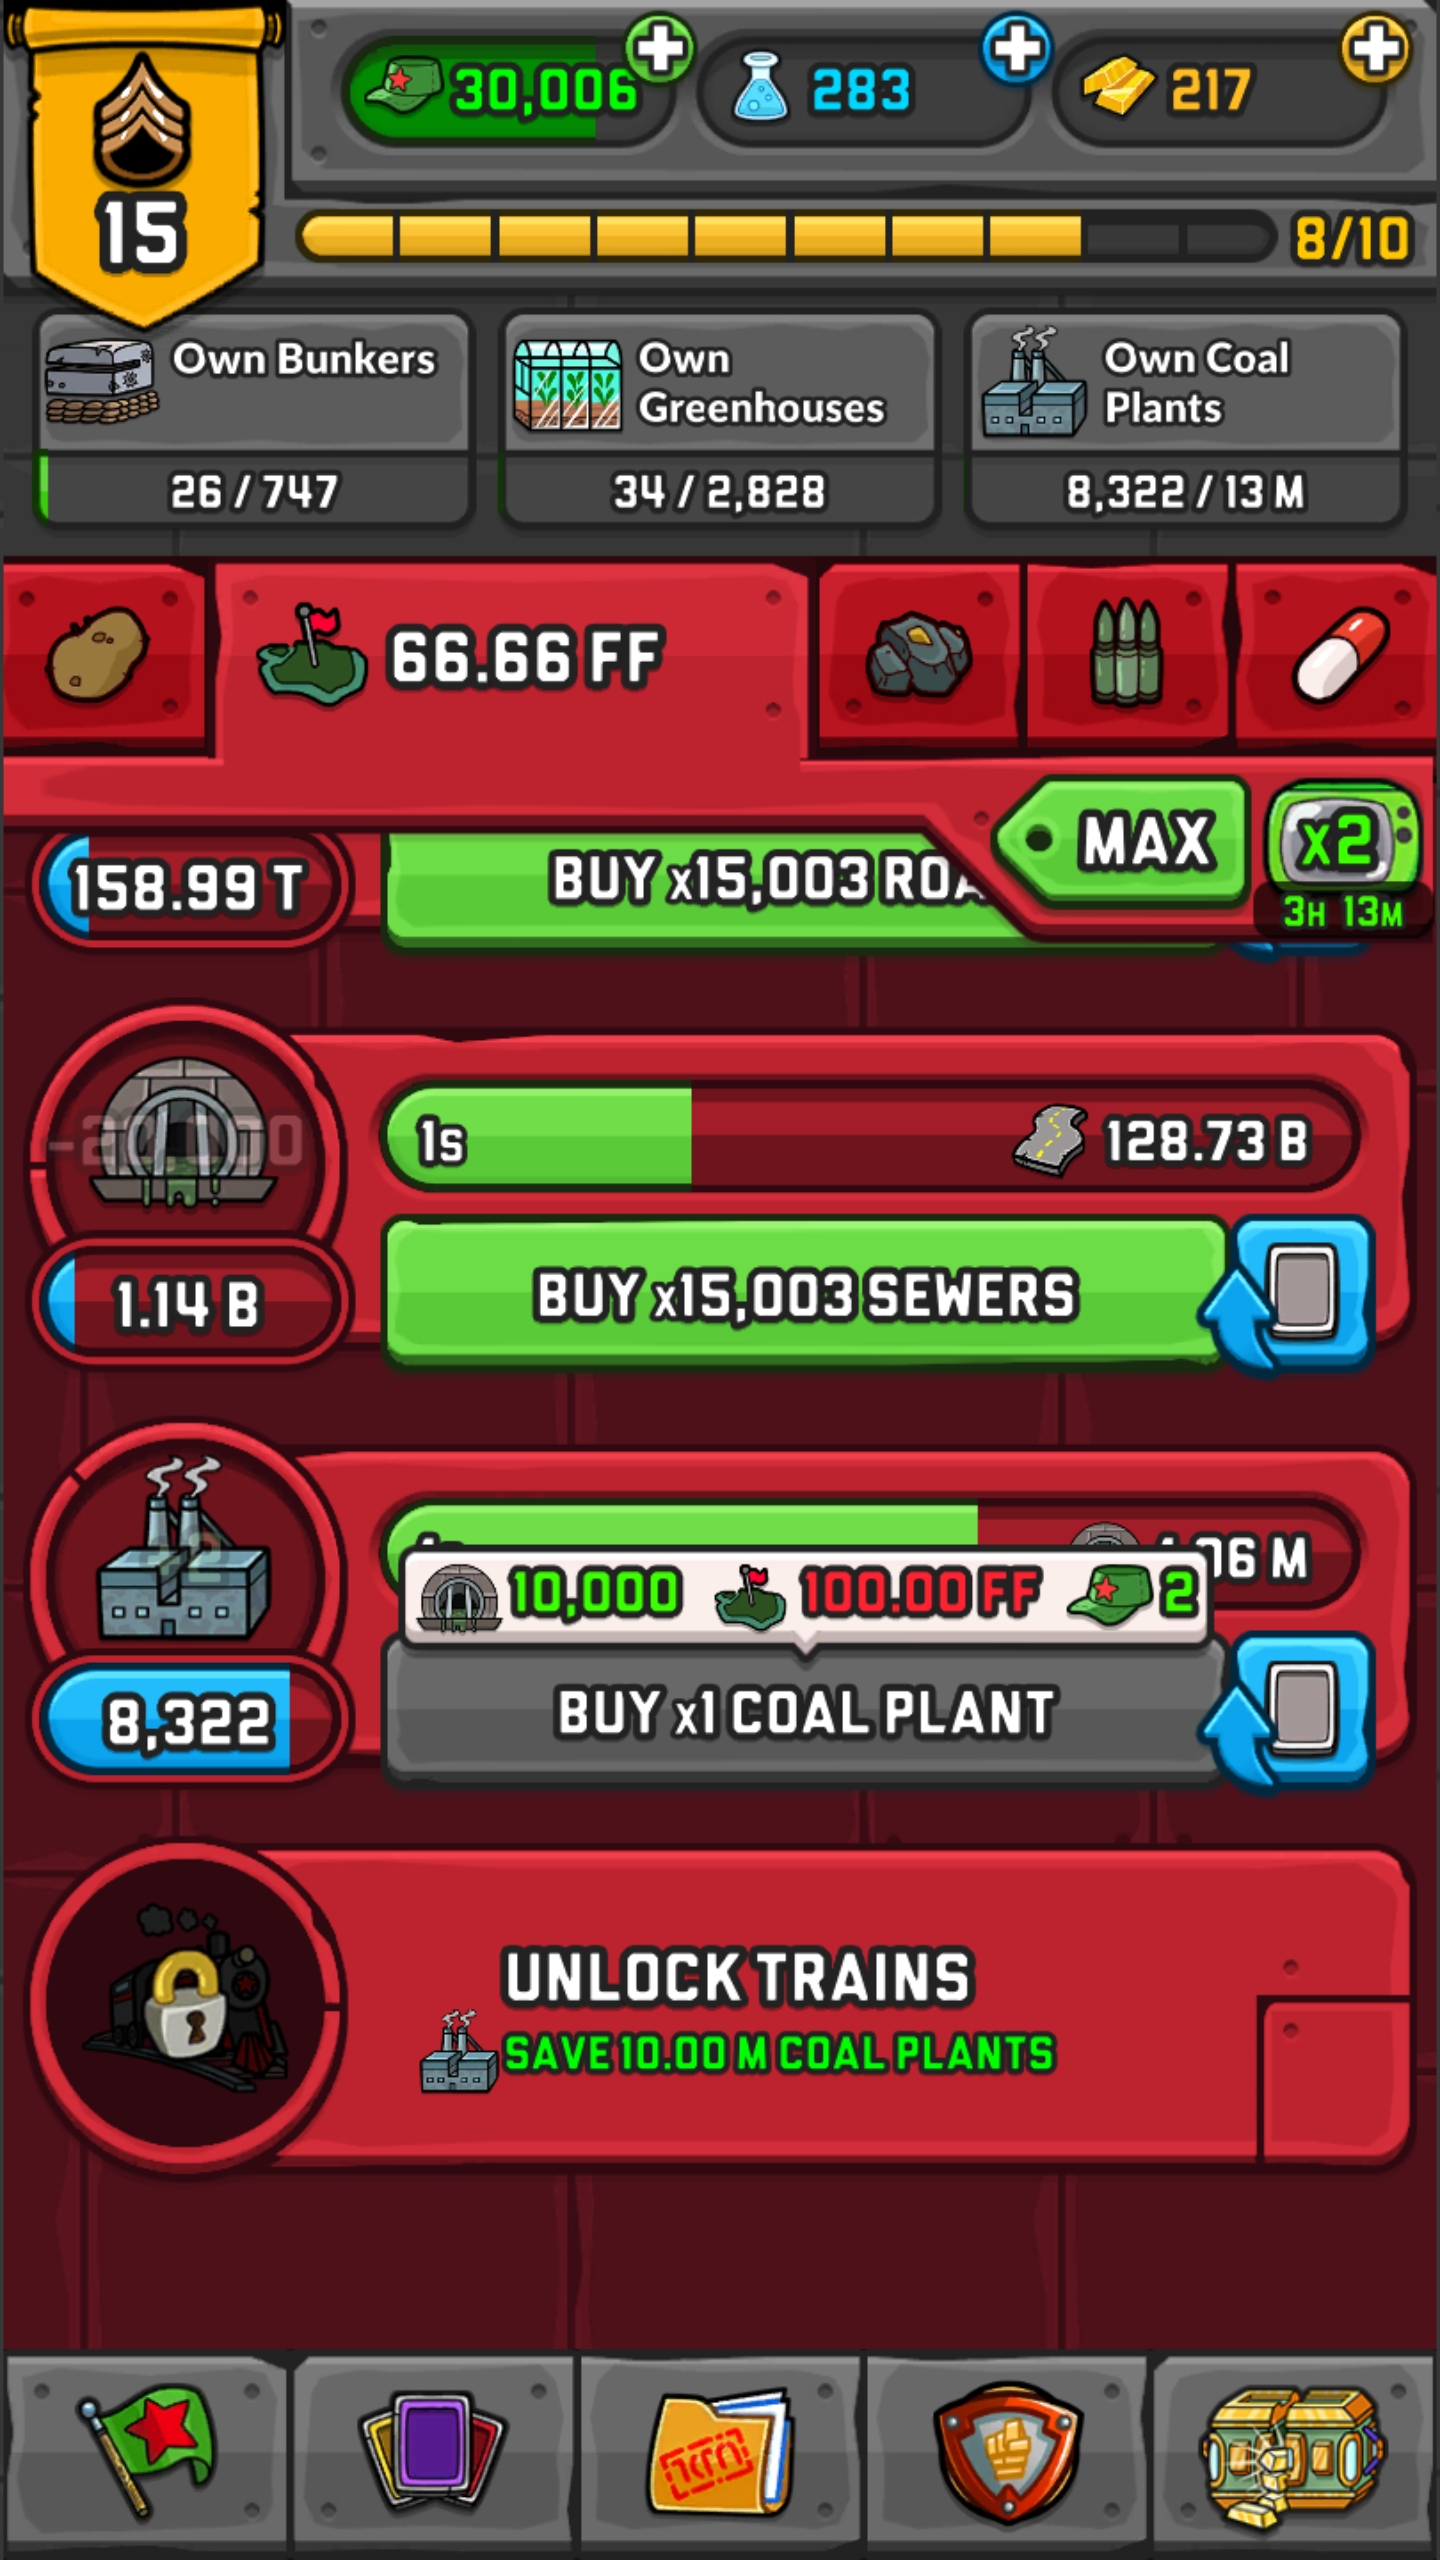 30,006
283
217
15
8/10
Own Bunkers
26 / 747
Own
Greenhouses
34 / 2,828
Own Coal
Plants
8,322 / 13 M
66.66 FF
MAX
x2
3H 13M
158.99 T
BUY x15,003
1s
128.73 B
1.14 B
BUY x15,003 SEWERS
10,000
100.00 FF
2
8,322
BUY x1 COAL PLANT
UNLOCK TRAINS
SAVE 10.00 M COAL PLANTS